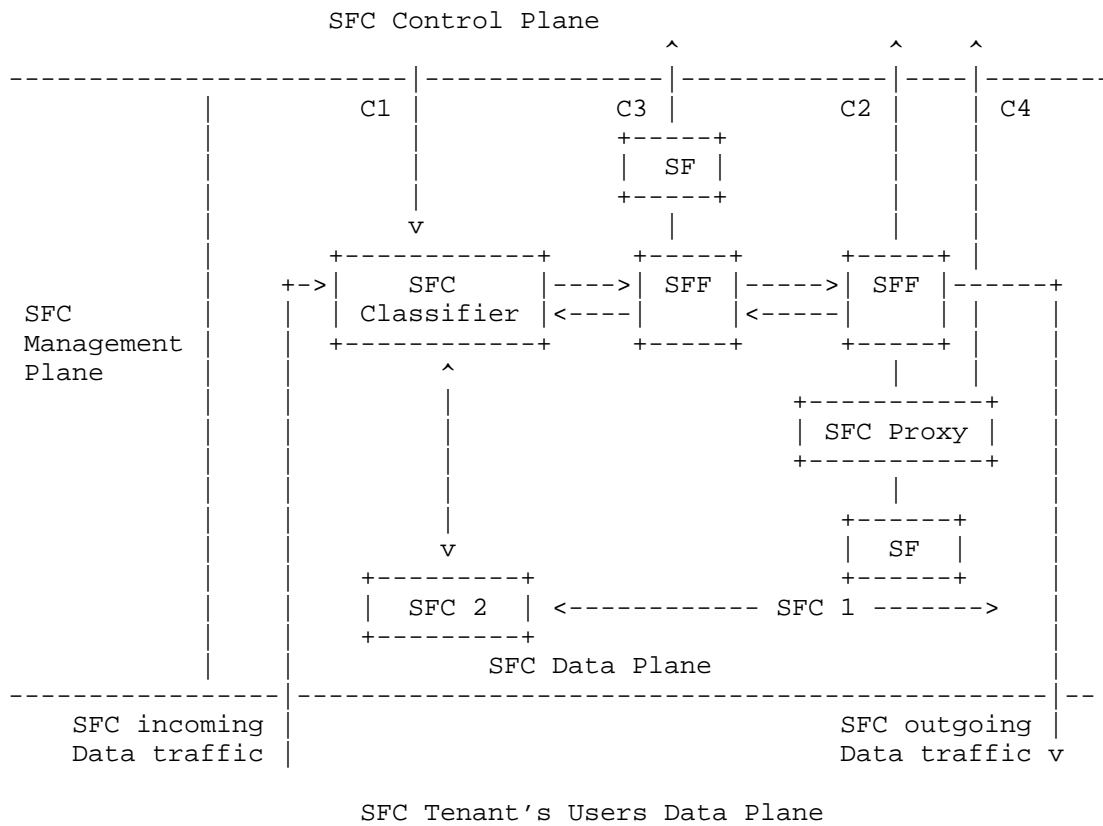 SFC Control Plane
C1 C3 C2 C4
SF
SFC SFF SFF
Classifier
SFC
Management
Plane
SFC Proxy
SF
SFC 2 SFC 1
SFC Data Plane
SFC incoming SFC outgoing
Data traffic Data traffic
SFC Tenant's Users Data Plane